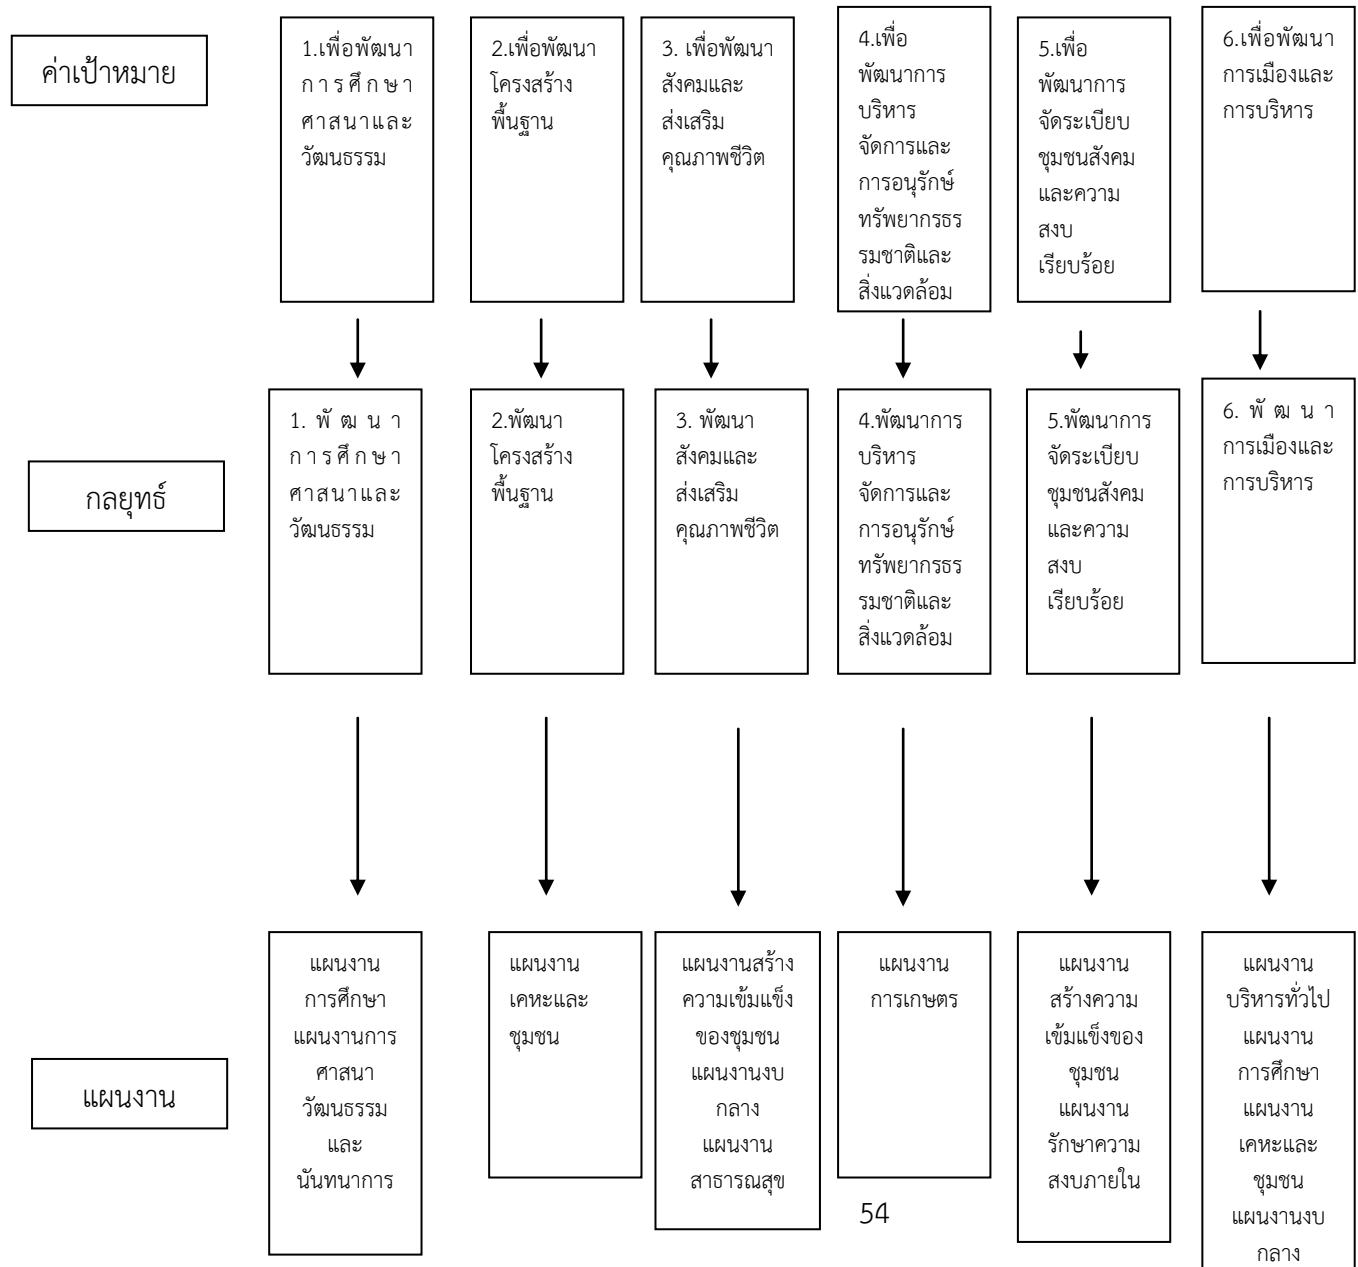 ค่าเป้าหมาย
1.เพื่อพัฒนา
การศึกษา
ศาสนาและ
วัฒนธรรม
2.เพื่อพัฒนา
โครงสร้าง
พื้นฐาน
3. เพื่อพัฒนา
สังคมและ
ส่งเสริม
คุณภาพชีวิต
4.เพื่อ
พัฒนาการ
บริหาร
จัดการและ
การอนุรักษ์
ทรัพยากรธร
รมชาติและ
สิ่งแวดล้อม
5.เพื่อ
พัฒนาการ
จัดระเบียบ
ชุมชนสังคม
และความ
สงบ
เรียบร้อย
6.เพื่อพัฒนา
การเมืองและ
การบริหาร
กลยุทธ์
1. พัฒนา
การศึกษา
ศาสนาและ
วัฒนธรรม
2.พัฒนา
โครงสร้าง
พื้นฐาน
3. พัฒนา
สังคมและ
ส่งเสริม
คุณภาพชีวิต
4.พัฒนาการ
บริหาร
จัดการและ
การอนุรักษ์
ทรัพยากรธร
รมชาติและ
สิ่งแวดล้อม
5.พัฒนาการ
จัดระเบียบ
ชุมชนสังคม
และความ
สงบ
เรียบร้อย
6. พัฒนา
การเมืองและ
การบริหาร
แผนงาน
แผนงาน
การศึกษา
แผนงานการ
ศาสนา
วัฒนธรรม
และ
นันทนาการ
แผนงาน
เคหะและ
ชุมชน
แผนงานสร้าง
ความเข้มแข็ง
ของชุมชน
แผนงานงบ
กลาง
แผนงาน
สาธารณสุข
แผนงาน
การเกษตร
แผนงาน
สร้างความ
เข้มแข็งของ
ชุมชน
แผนงาน
รักษาความ
สงบภายใน
แผนงาน
บริหารทั่วไป
แผนงาน
การศึกษา
แผนงาน
เคหะและ
ชุมชน
แผนงานงบ
กลาง
54